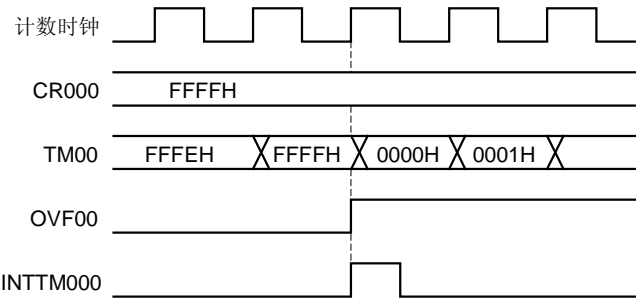 计数时钟
CR000 FFFFH
TM00 FFFEH FFFFH 0000H 0001H
OVF00
INTTM000